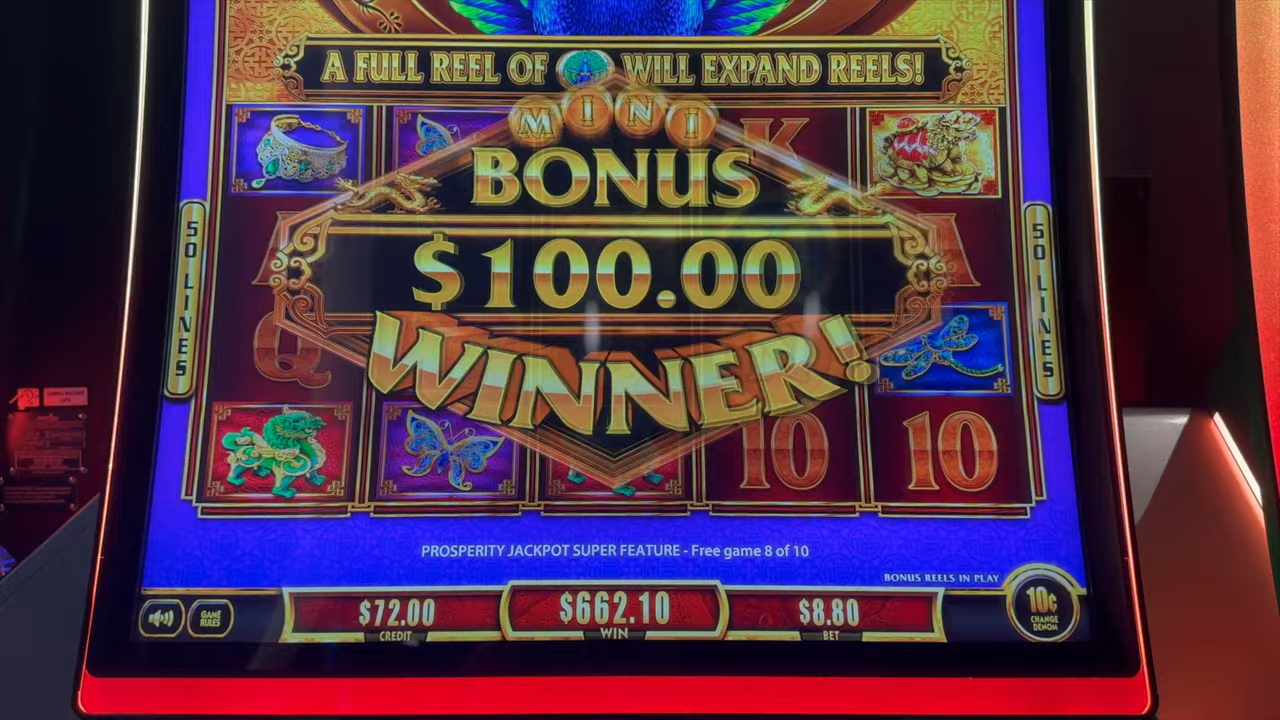 A FULL REEL OF WILL EXPAND REELS!
MINI
BONUS
K
$100.00
WINNER!
50 LINES
50 LINES
Q
10
10
PROSPERITY JACKPOT SUPER FEATURE - Free game 8 of 10
BONUS REELS IN PLAY
GAME
RULES
$72.00
CREDIT
$662.10
WIN
$8.80
BET
10¢
CHANGE
DENOM